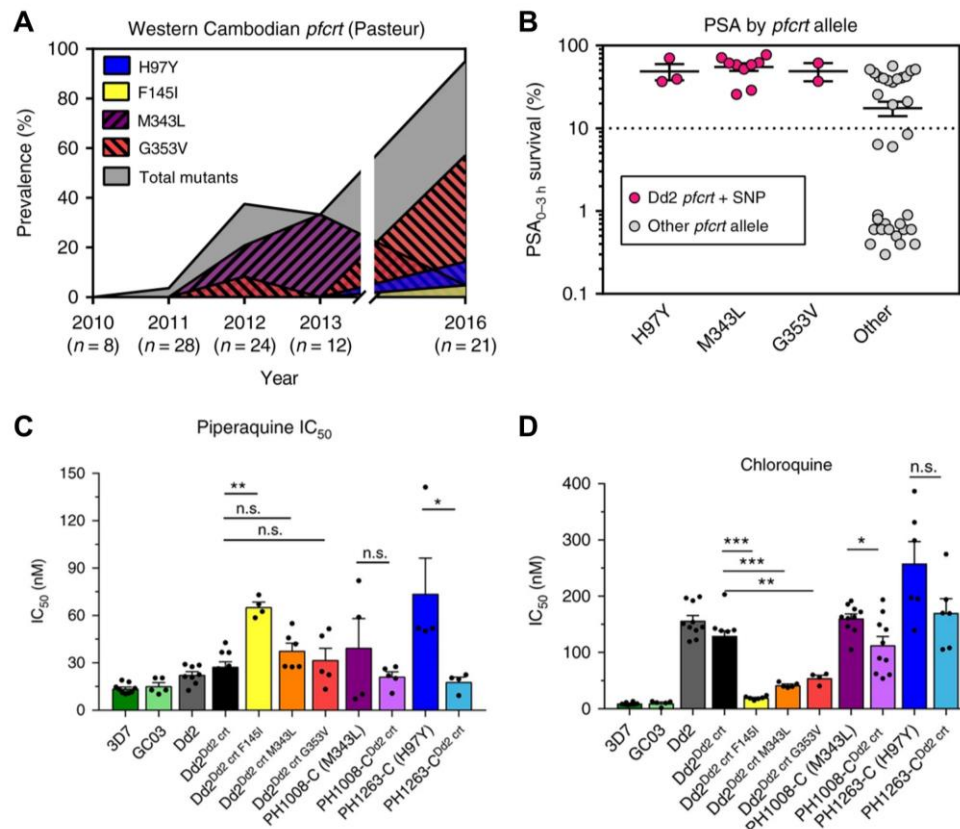 A
Western Cambodian pfcrt (Pasteur)
Prevalence (%)
100
80
60
40
20
0
H97Y
F145I
M343L
G353V
Total mutants
2010 2011 2012 2013 2016
(n = 8) (n = 28) (n = 24) (n = 12) (n = 21)
Year
B
PSA by pfcrt allele
PSA0–3 h survival (%)
100
10
1
0.1
Dd2 pfcrt + SNP
Other pfcrt allele
H97Y M343L G353V Other
C
Piperaquine IC50
IC50 (nM)
150
120
90
60
30
0
**
n.s.
n.s.
n.s.
*
3D7
GC03
Dd2
Dd2Dd2 crt
Dd2Dd2 crt F145I
Dd2Dd2 crt M343L
Dd2Dd2 crt G353V
PH1008-C (M343L)
PH1008-CDd2 crt
PH1263-C (H97Y)
PH1263-CDd2 crt
D
Chloroquine
IC50 (nM)
400
300
200
100
0
***
***
**
*
n.s.
3D7
GC03
Dd2
Dd2Dd2 crt
Dd2Dd2 crt F145I
Dd2Dd2 crt M343L
Dd2Dd2 crt G353V
PH1008-C (M343L)
PH1008-CDd2 crt
PH1263-C (H97Y)
PH1263-CDd2 crt